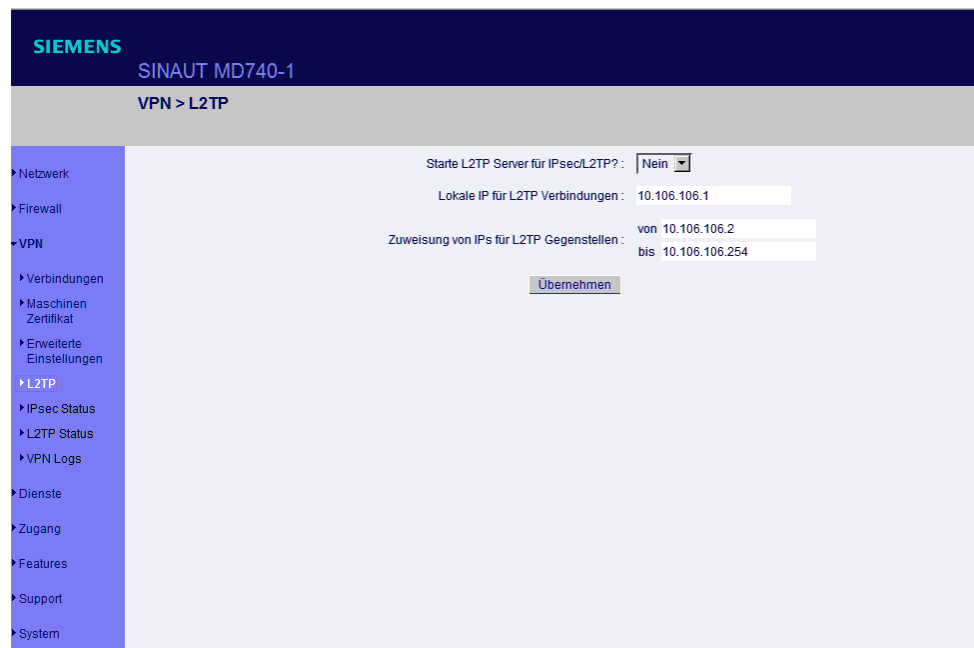 SIEMENS
SINAUT MD740-1
VPN > L2TP
Netzwerk
Firewall
VPN
Verbindungen
Maschinen
Zertifikat
Erweiterte
Einstellungen
L2TP
IPsec Status
L2TP Status
VPN Logs
Dienste
Zugang
Features
Support
System
Starte L2TP Server für IPsec/L2TP? : Nein
Lokale IP für L2TP Verbindungen : 10.106.106.1
Zuweisung von IPs für L2TP Gegenstellen :
von 10.106.106.2
bis 10.106.106.254
Übernehmen